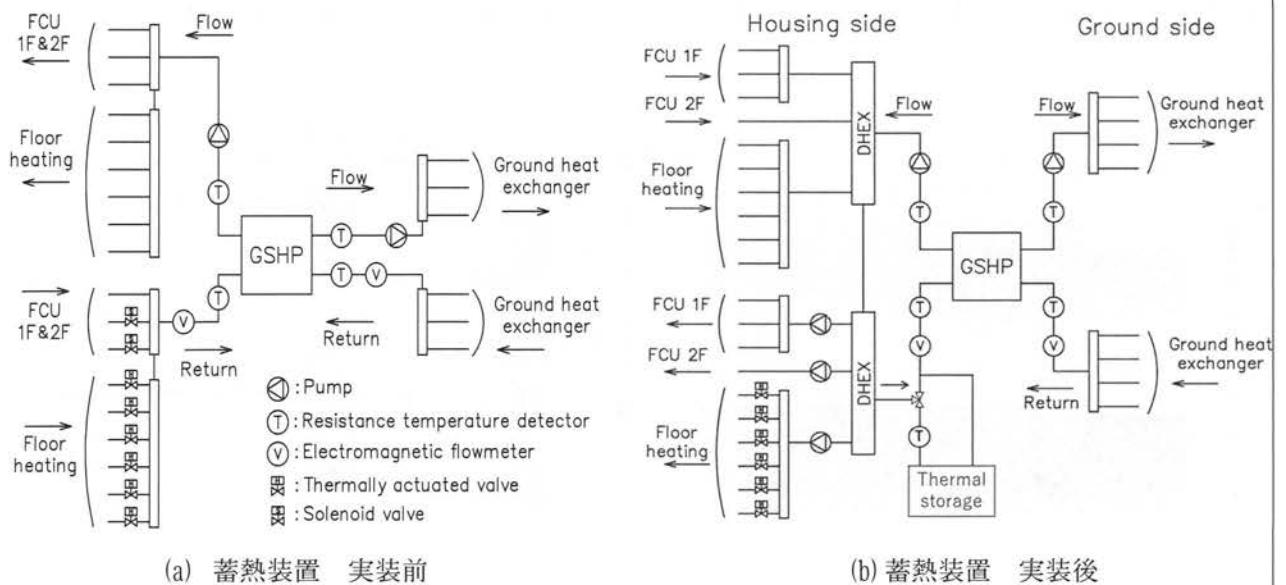 FCU
1F&2F
Flow
Floor
heating
T
Flow
Ground heat
exchanger
GSHP
T
T
V
FCU
1F&2F
T
V
Return
Return
Ground heat
exchanger
Floor
heating
: Pump
T : Resistance temperature detector
V : Electromagnetic flowmeter
: Thermally actuated valve
: Solenoid valve
(a) 蓄熱装置 実装前
Housing side
Ground side
FCU 1F
FCU 2F
DHEX
Flow
Flow
Ground heat
exchanger
Floor
heating
T
T
GSHP
FCU 1F
FCU 2F
DHEX
T
V
T
V
Ground heat
exchanger
Return
Floor
heating
T
Thermal
storage
(b) 蓄熱装置 実装後